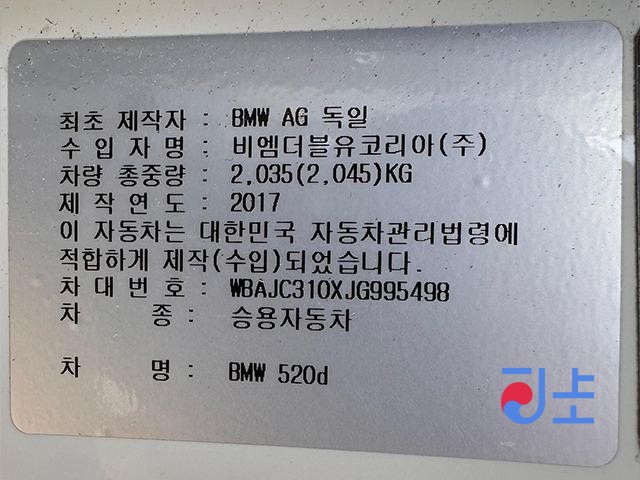 최초 제작자 : BMW AG 독일
수 입 자 명 : 비엠더블유코리아(주)
차량 총중량 : 2,035(2,045)KG
제 작 연 도 : 2017
이 자동차는 대한민국 자동차관리법령에
적합하게 제작(수입)되었습니다.
차 대 번 호 : WBAJC310XJG995498
차 종 : 승용자동차
차 명 : BMW 520d